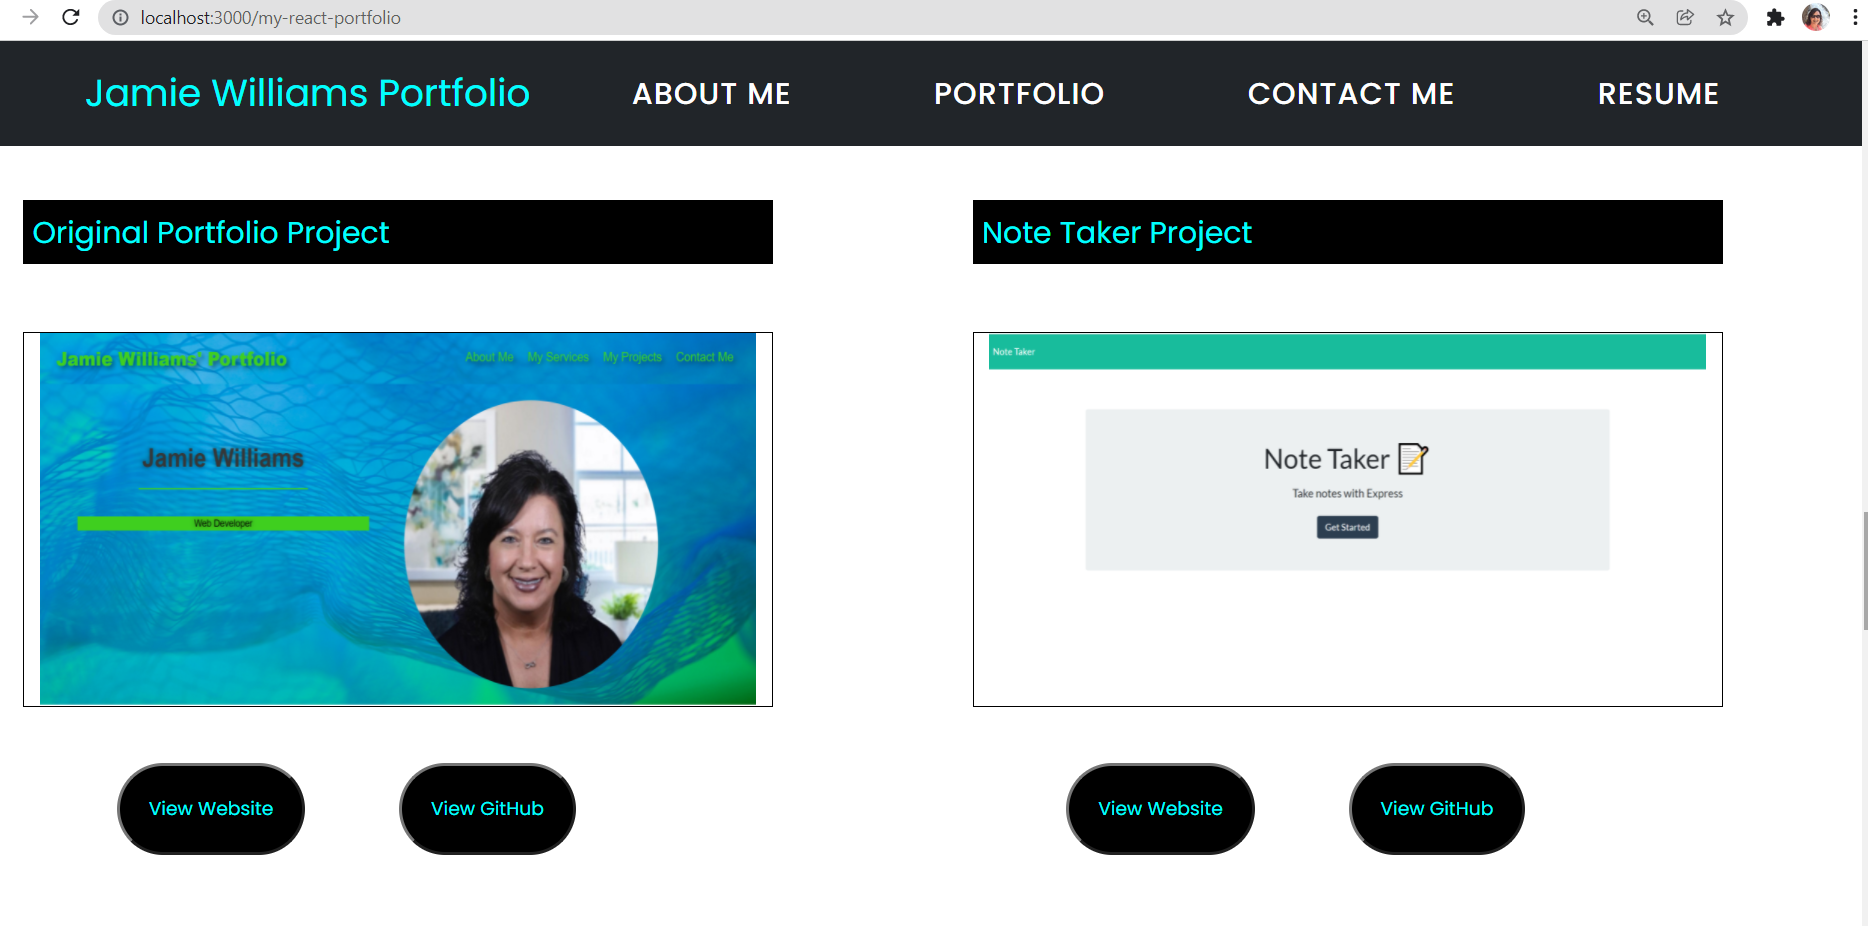 localhost:3000/my-react-portfolio
Jamie Williams Portfolio ABOUT ME PORTFOLIO CONTACT ME RESUME
Original Portfolio Project
Jamie Williams' Portfolio About Me My Services My Projects Contact Me
Jamie Williams
Web Developer
View Website View GitHub
Note Taker Project
Note Taker
Note Taker
Take notes with Express
Get Started
View Website View GitHub